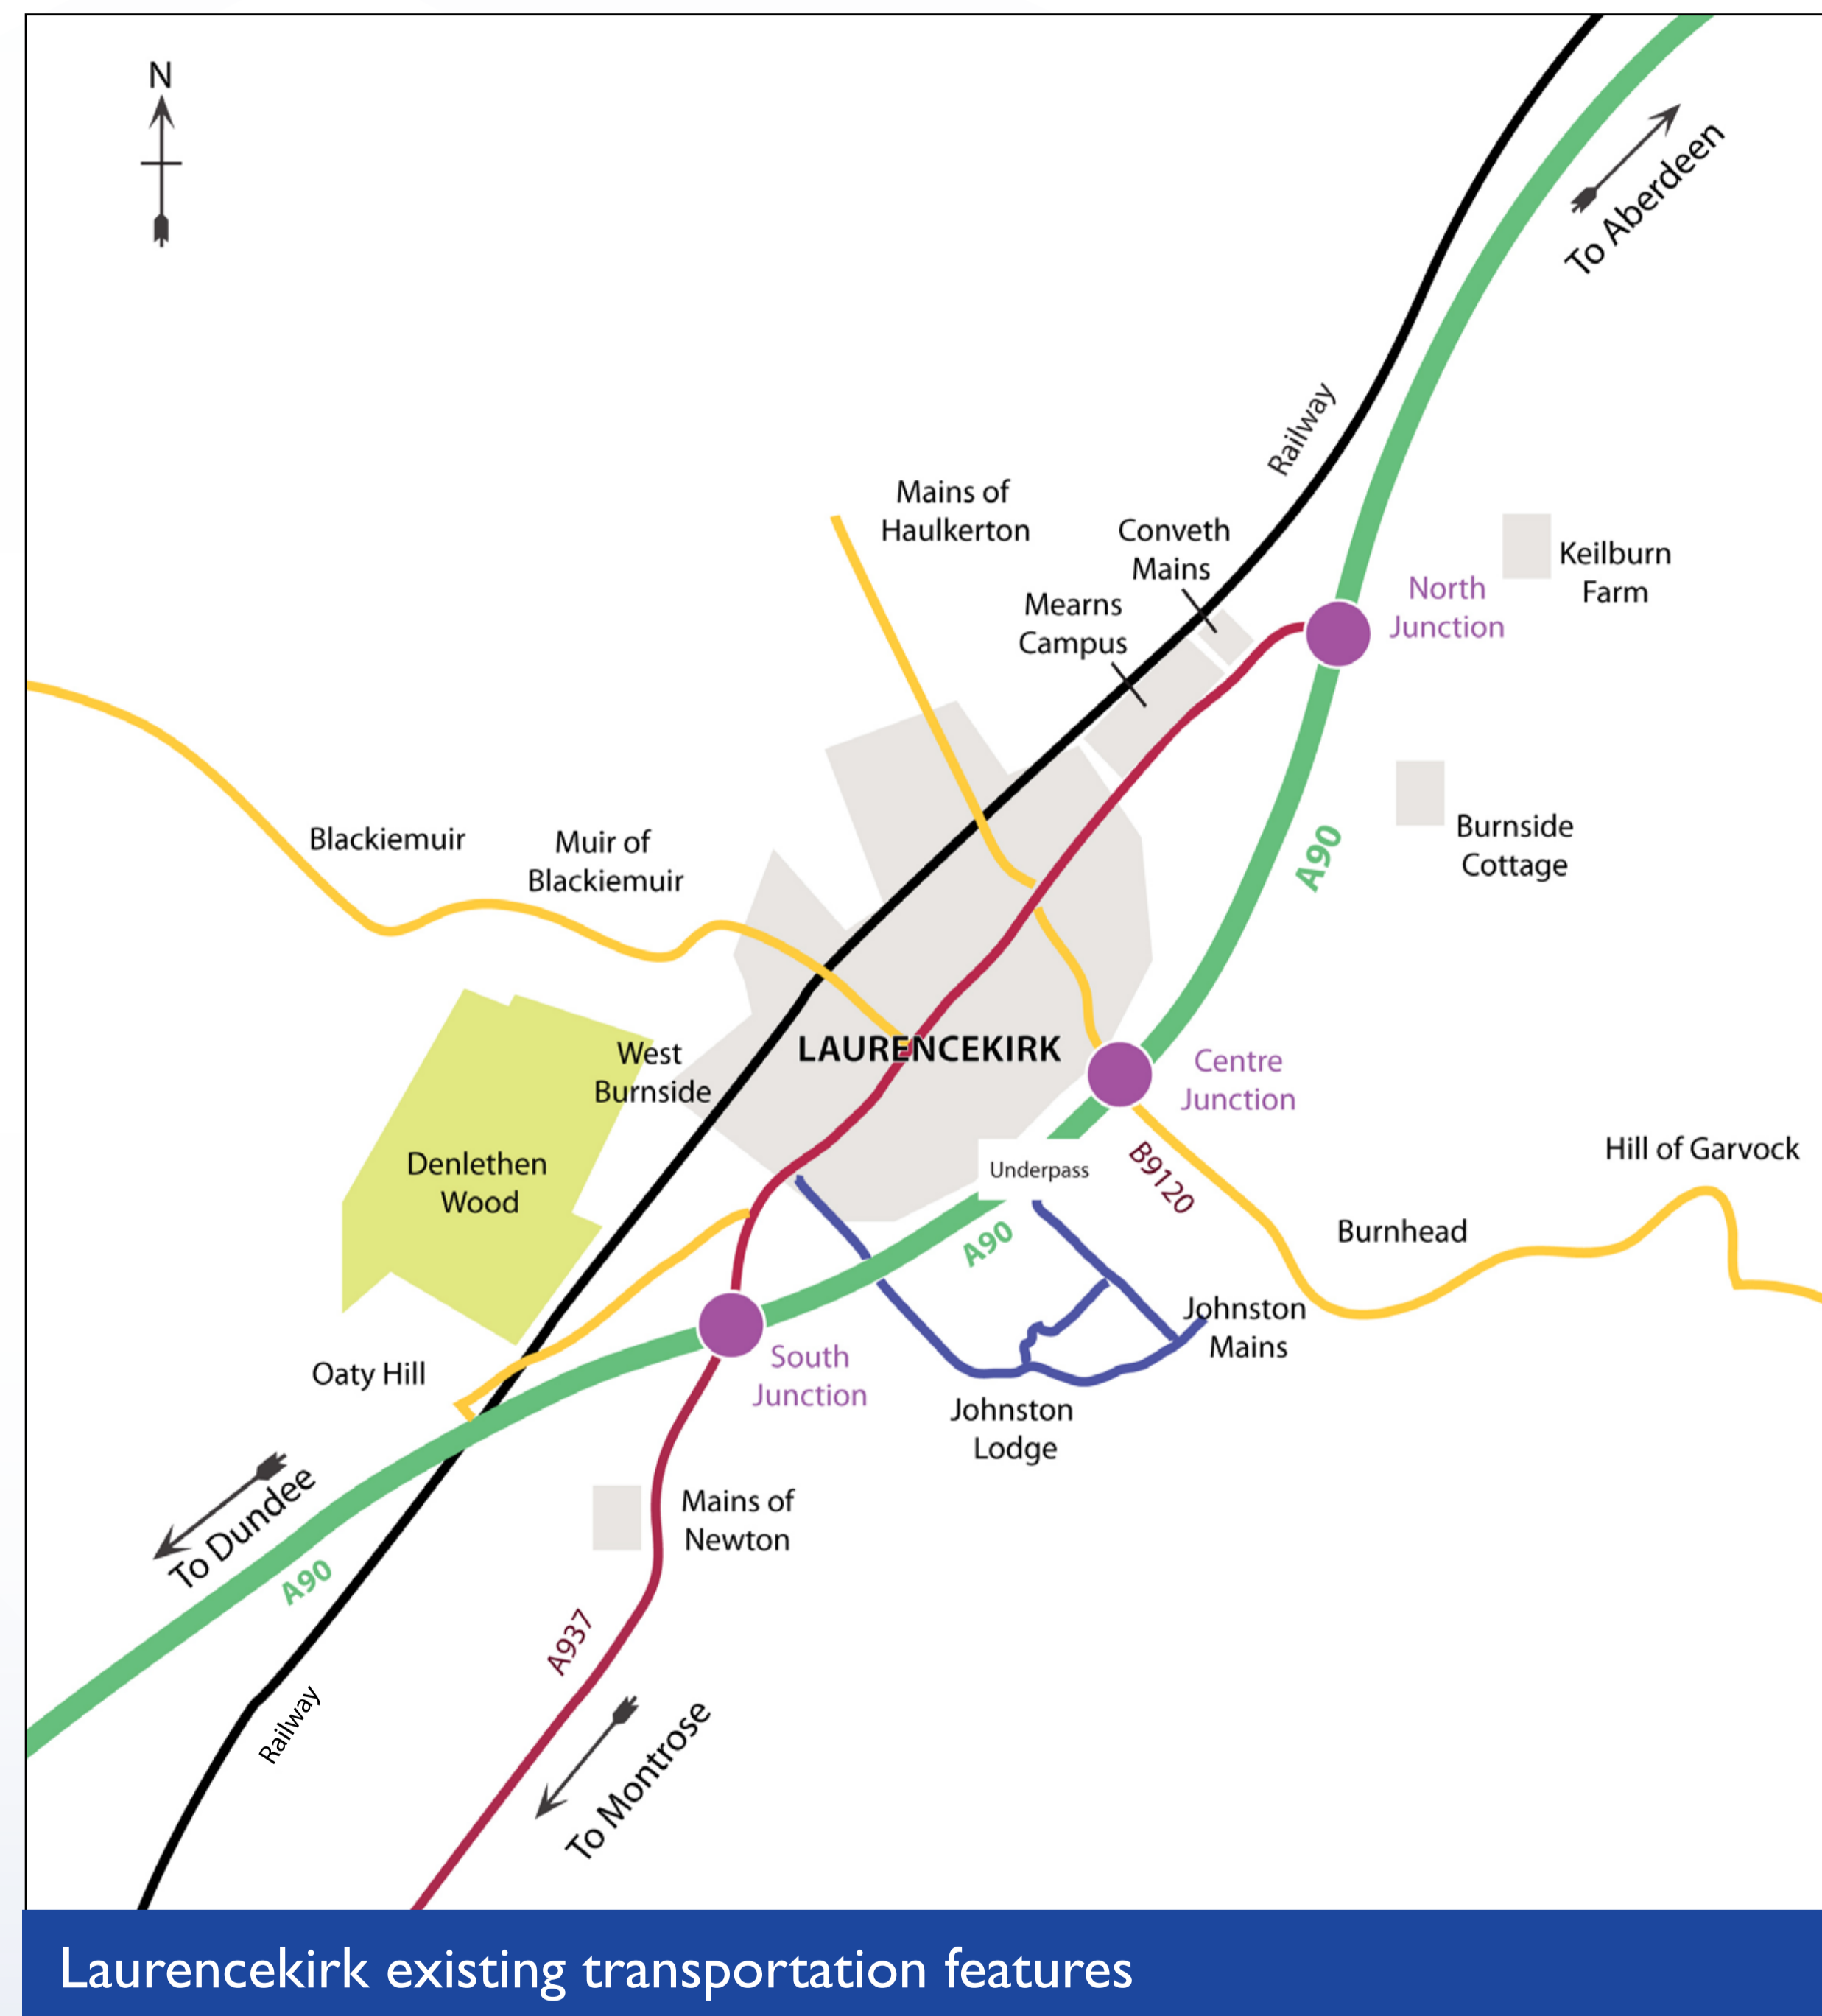 N
To Aberdeen
Railway
Mains of
Haulkerton
Conveth
Mains
Keilburn
Farm
North
Junction
Mearns
Campus
Blackiemuir
Muir of
Blackiemuir
A90
Burnside
Cottage
West
Burnside
LAURENCEKIRK
Centre
Junction
Denlethen
Wood
Underpass
B9120
Hill of Garvock
Burnhead
A90
Johnston
Mains
Oaty Hill
South
Junction
Johnston
Lodge
To Dundee
A90
Mains of
Newton
A937
Railway
To Montrose
Laurencekirk existing transportation features